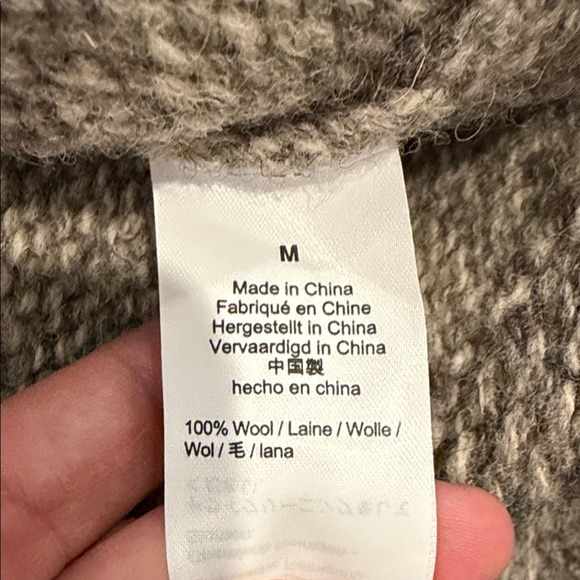 M
Made in China
Fabriqué en Chine
Hergestellt in China
Vervaardigd in China
中国製
hecho en china
100% Wool / Laine / Wolle /
Wol / 毛 / lana